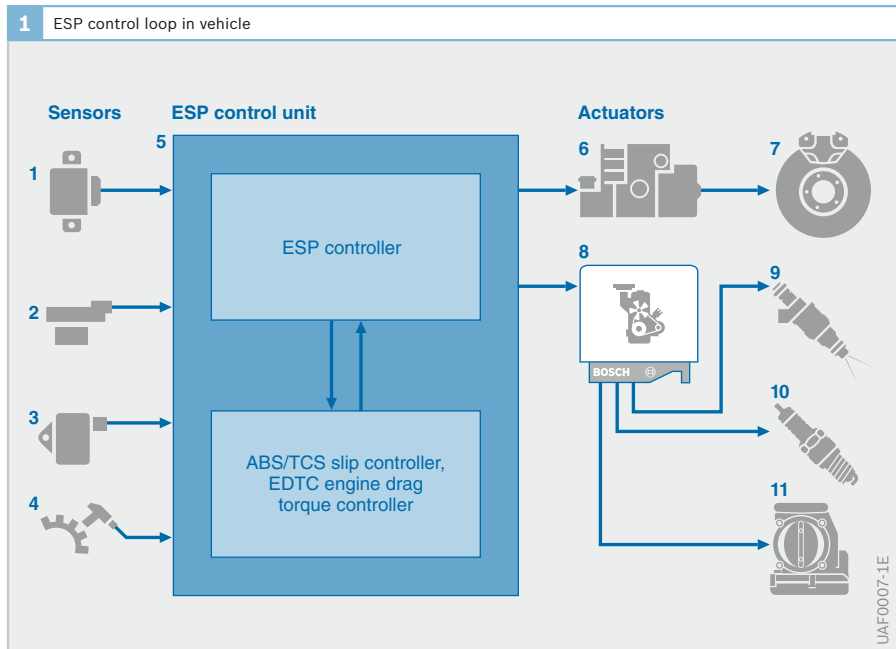 1 ESP control loop in vehicle
Sensors
ESP control unit
Actuators
1
2
3
4
5
ESP controller
ABS/TCS slip controller,
EDTC engine drag
torque controller
6
7
8
BOSCH
9
10
11
UAF0007-1E